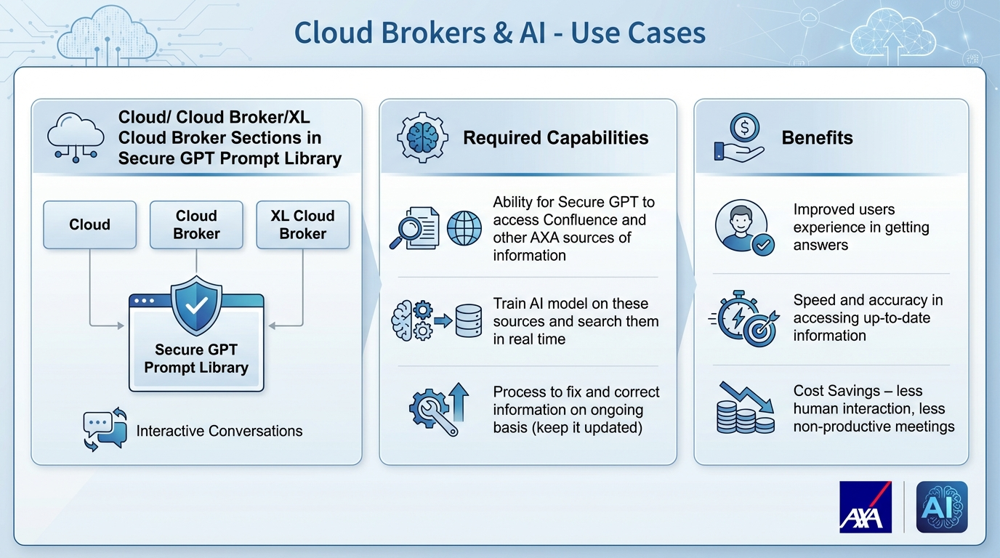 Cloud Brokers & AI - Use Cases
Cloud/ Cloud Broker/XL
Cloud Broker Sections in
Secure GPT Prompt Library
Cloud
Cloud
Broker
XL Cloud
Broker
Secure GPT
Prompt Library
Interactive Conversations
Required Capabilities
Ability for Secure GPT to
access Confluence and
other AXA sources of
information
Train AI model on these
sources and search them
in real time
Process to fix and correct
information on ongoing
basis (keep it updated)
Benefits
$
Improved users
experience in getting
answers
Speed and accuracy in
accessing up-to-date
information
Cost Savings – less
human interaction, less
non-productive meetings
AXA
AI